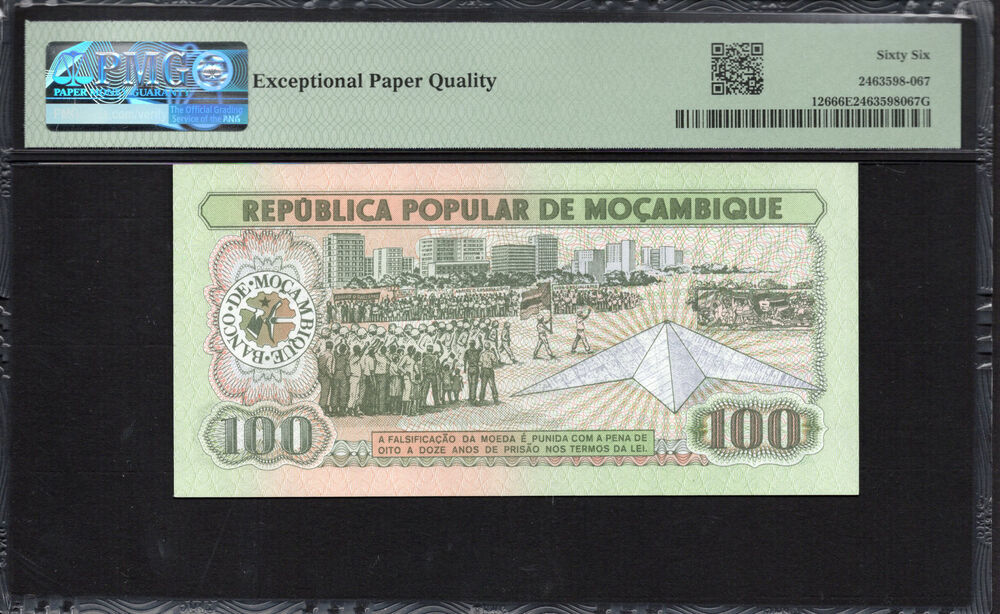 PMG
PAPER MONEY GUARANTY
The Official Grading
Service of the ANA
Exceptional Paper Quality
Sixty Six
2463598-067
12666E2463598067G
REPÚBLICA POPULAR DE MOÇAMBIQUE
BANCO·DE·MOÇAMBIQUE·
100
100
A FALSIFICAÇÃO DA MOEDA É PUNIDA COM A PENA DE
OITO A DOZE ANOS DE PRISÃO NOS TERMOS DA LEI.